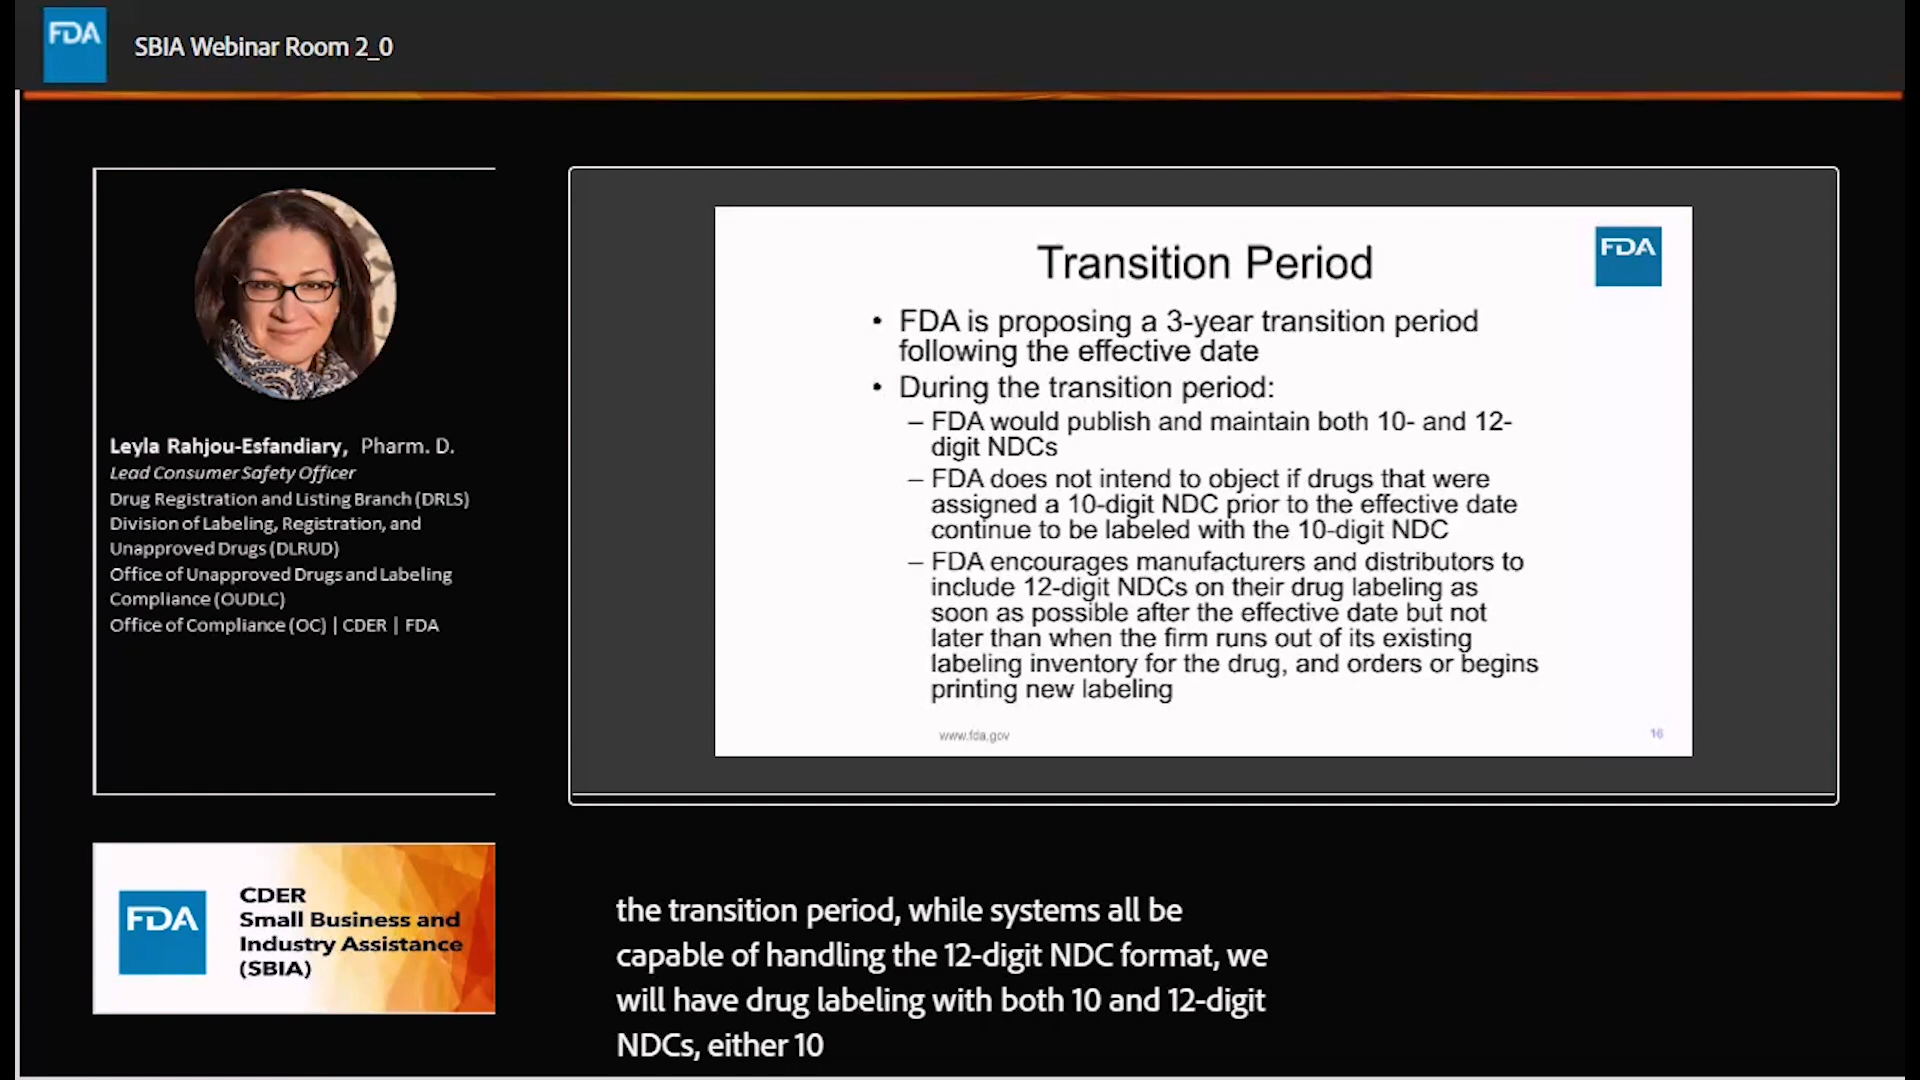 FDA
SBIA Webinar Room 2_0
Leyla Rahjou-Esfandiary, Pharm. D.
Lead Consumer Safety Officer
Drug Registration and Listing Branch (DRLS)
Division of Labeling, Registration, and
Unapproved Drugs (DLRUD)
Office of Unapproved Drugs and Labeling
Compliance (OUDLC)
Office of Compliance (OC) | CDER | FDA
FDA
Transition Period
• FDA is proposing a 3-year transition period
following the effective date
• During the transition period:
– FDA would publish and maintain both 10- and 12-
digit NDCs
– FDA does not intend to object if drugs that were
assigned a 10-digit NDC prior to the effective date
continue to be labeled with the 10-digit NDC
– FDA encourages manufacturers and distributors to
include 12-digit NDCs on their drug labeling as
soon as possible after the effective date but not
later than when the firm runs out of its existing
labeling inventory for the drug, and orders or begins
printing new labeling
www.fda.gov
16
FDA
CDER
Small Business and
Industry Assistance
(SBIA)
the transition period, while systems all be
capable of handling the 12-digit NDC format, we
will have drug labeling with both 10 and 12-digit
NDCs, either 10